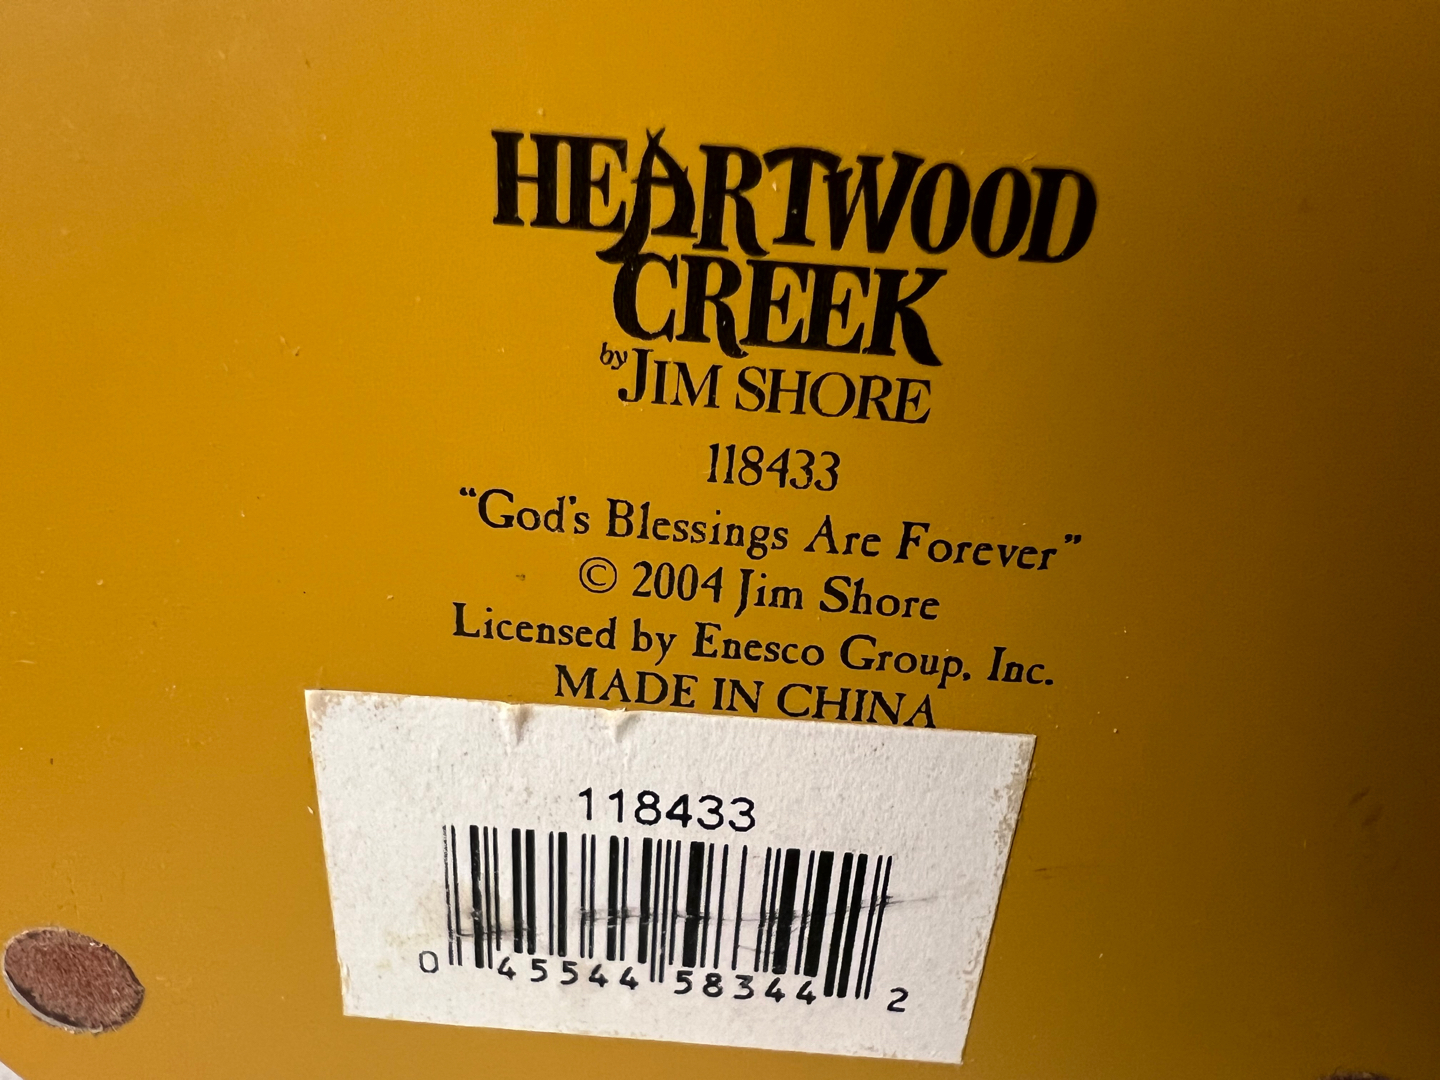 HEARTWOOD
CREEK
by JIM SHORE
118433
“God's Blessings Are Forever”
© 2004 Jim Shore
Licensed by Enesco Group, Inc.
MADE IN CHINA
118433
0 45544 58344 2